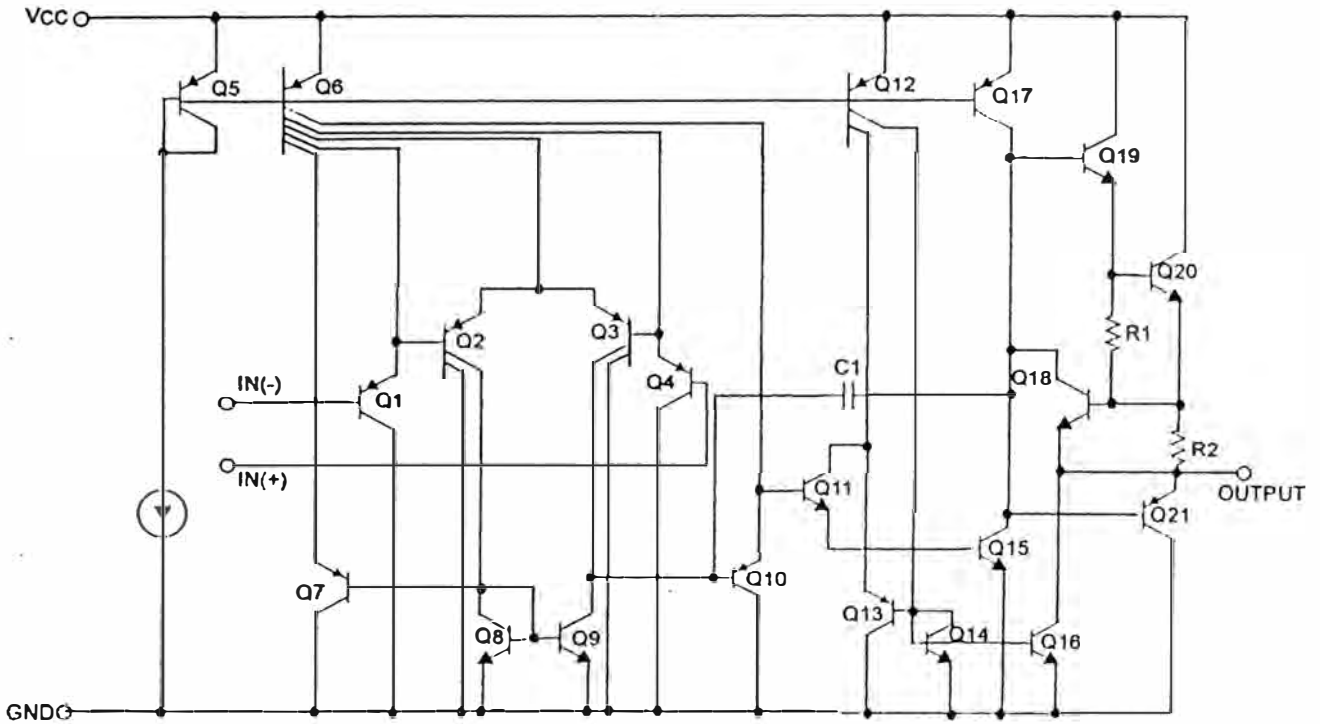 VCC
Q5
Q6
Q12
Q17
Q19
Q20
R1
Q2
Q3
Q4
C1
Q18
IN(-)
Q1
R2
IN(+)
Q11
OUTPUT
Q21
Q15
Q10
Q7
Q13
Q8
Q9
Q14
Q16
GND